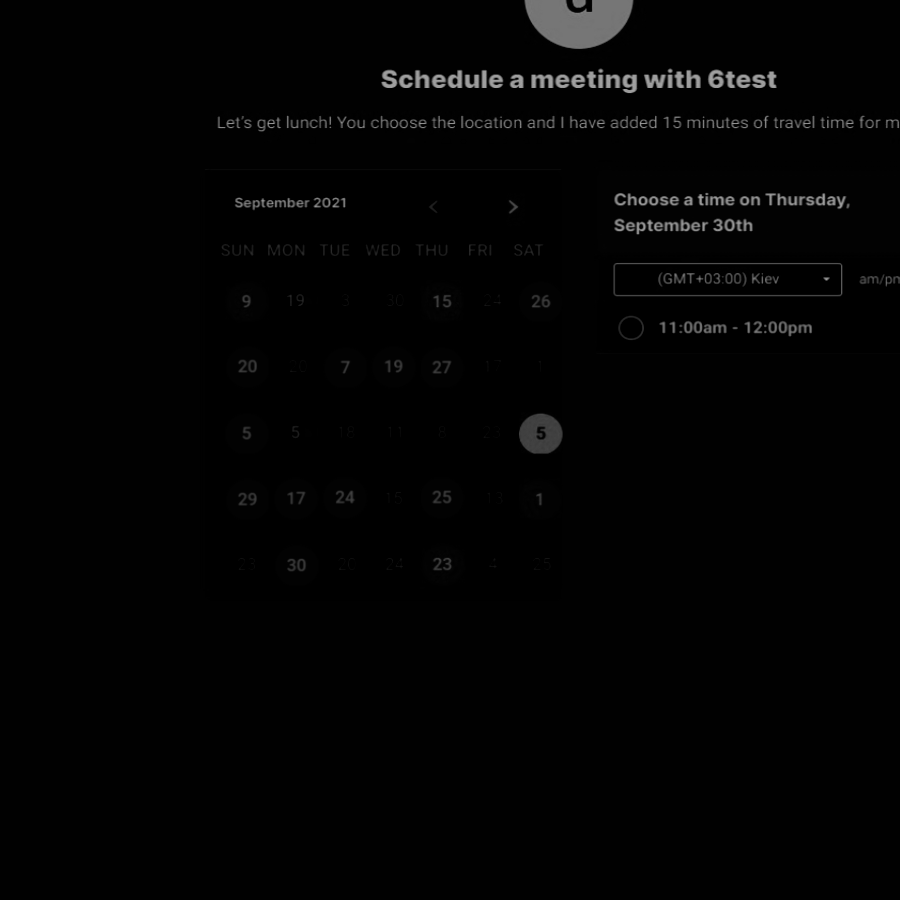 Schedule a meeting with 6test
Let's get lunch! You choose the location and I have added 15 minutes of travel time for m
September 2021
SUN MON TUE WED THU FRI SAT
9 19 3 30 15 24 26
20 20 7 19 27 17 1
5 5 18 11 8 23 5
29 17 24 15 25 13 1
23 30 20 24 23 4 25
Choose a time on Thursday,
September 30th
(GMT+03:00) Kiev am/pm
11:00am - 12:00pm